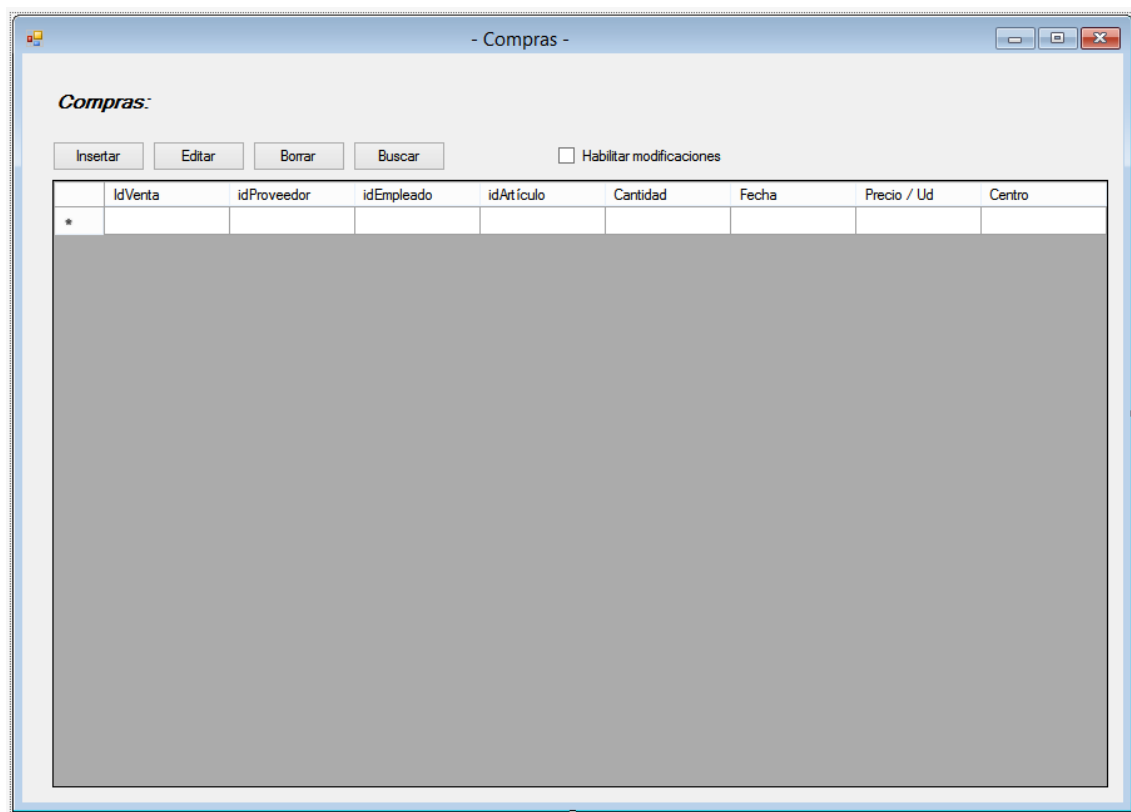 - Compras -
Compras:
Insertar Editar Borrar Buscar Habilitar modificaciones
IdVenta idProveedor idEmpleado idArtículo Cantidad Fecha Precio / Ud Centro
*